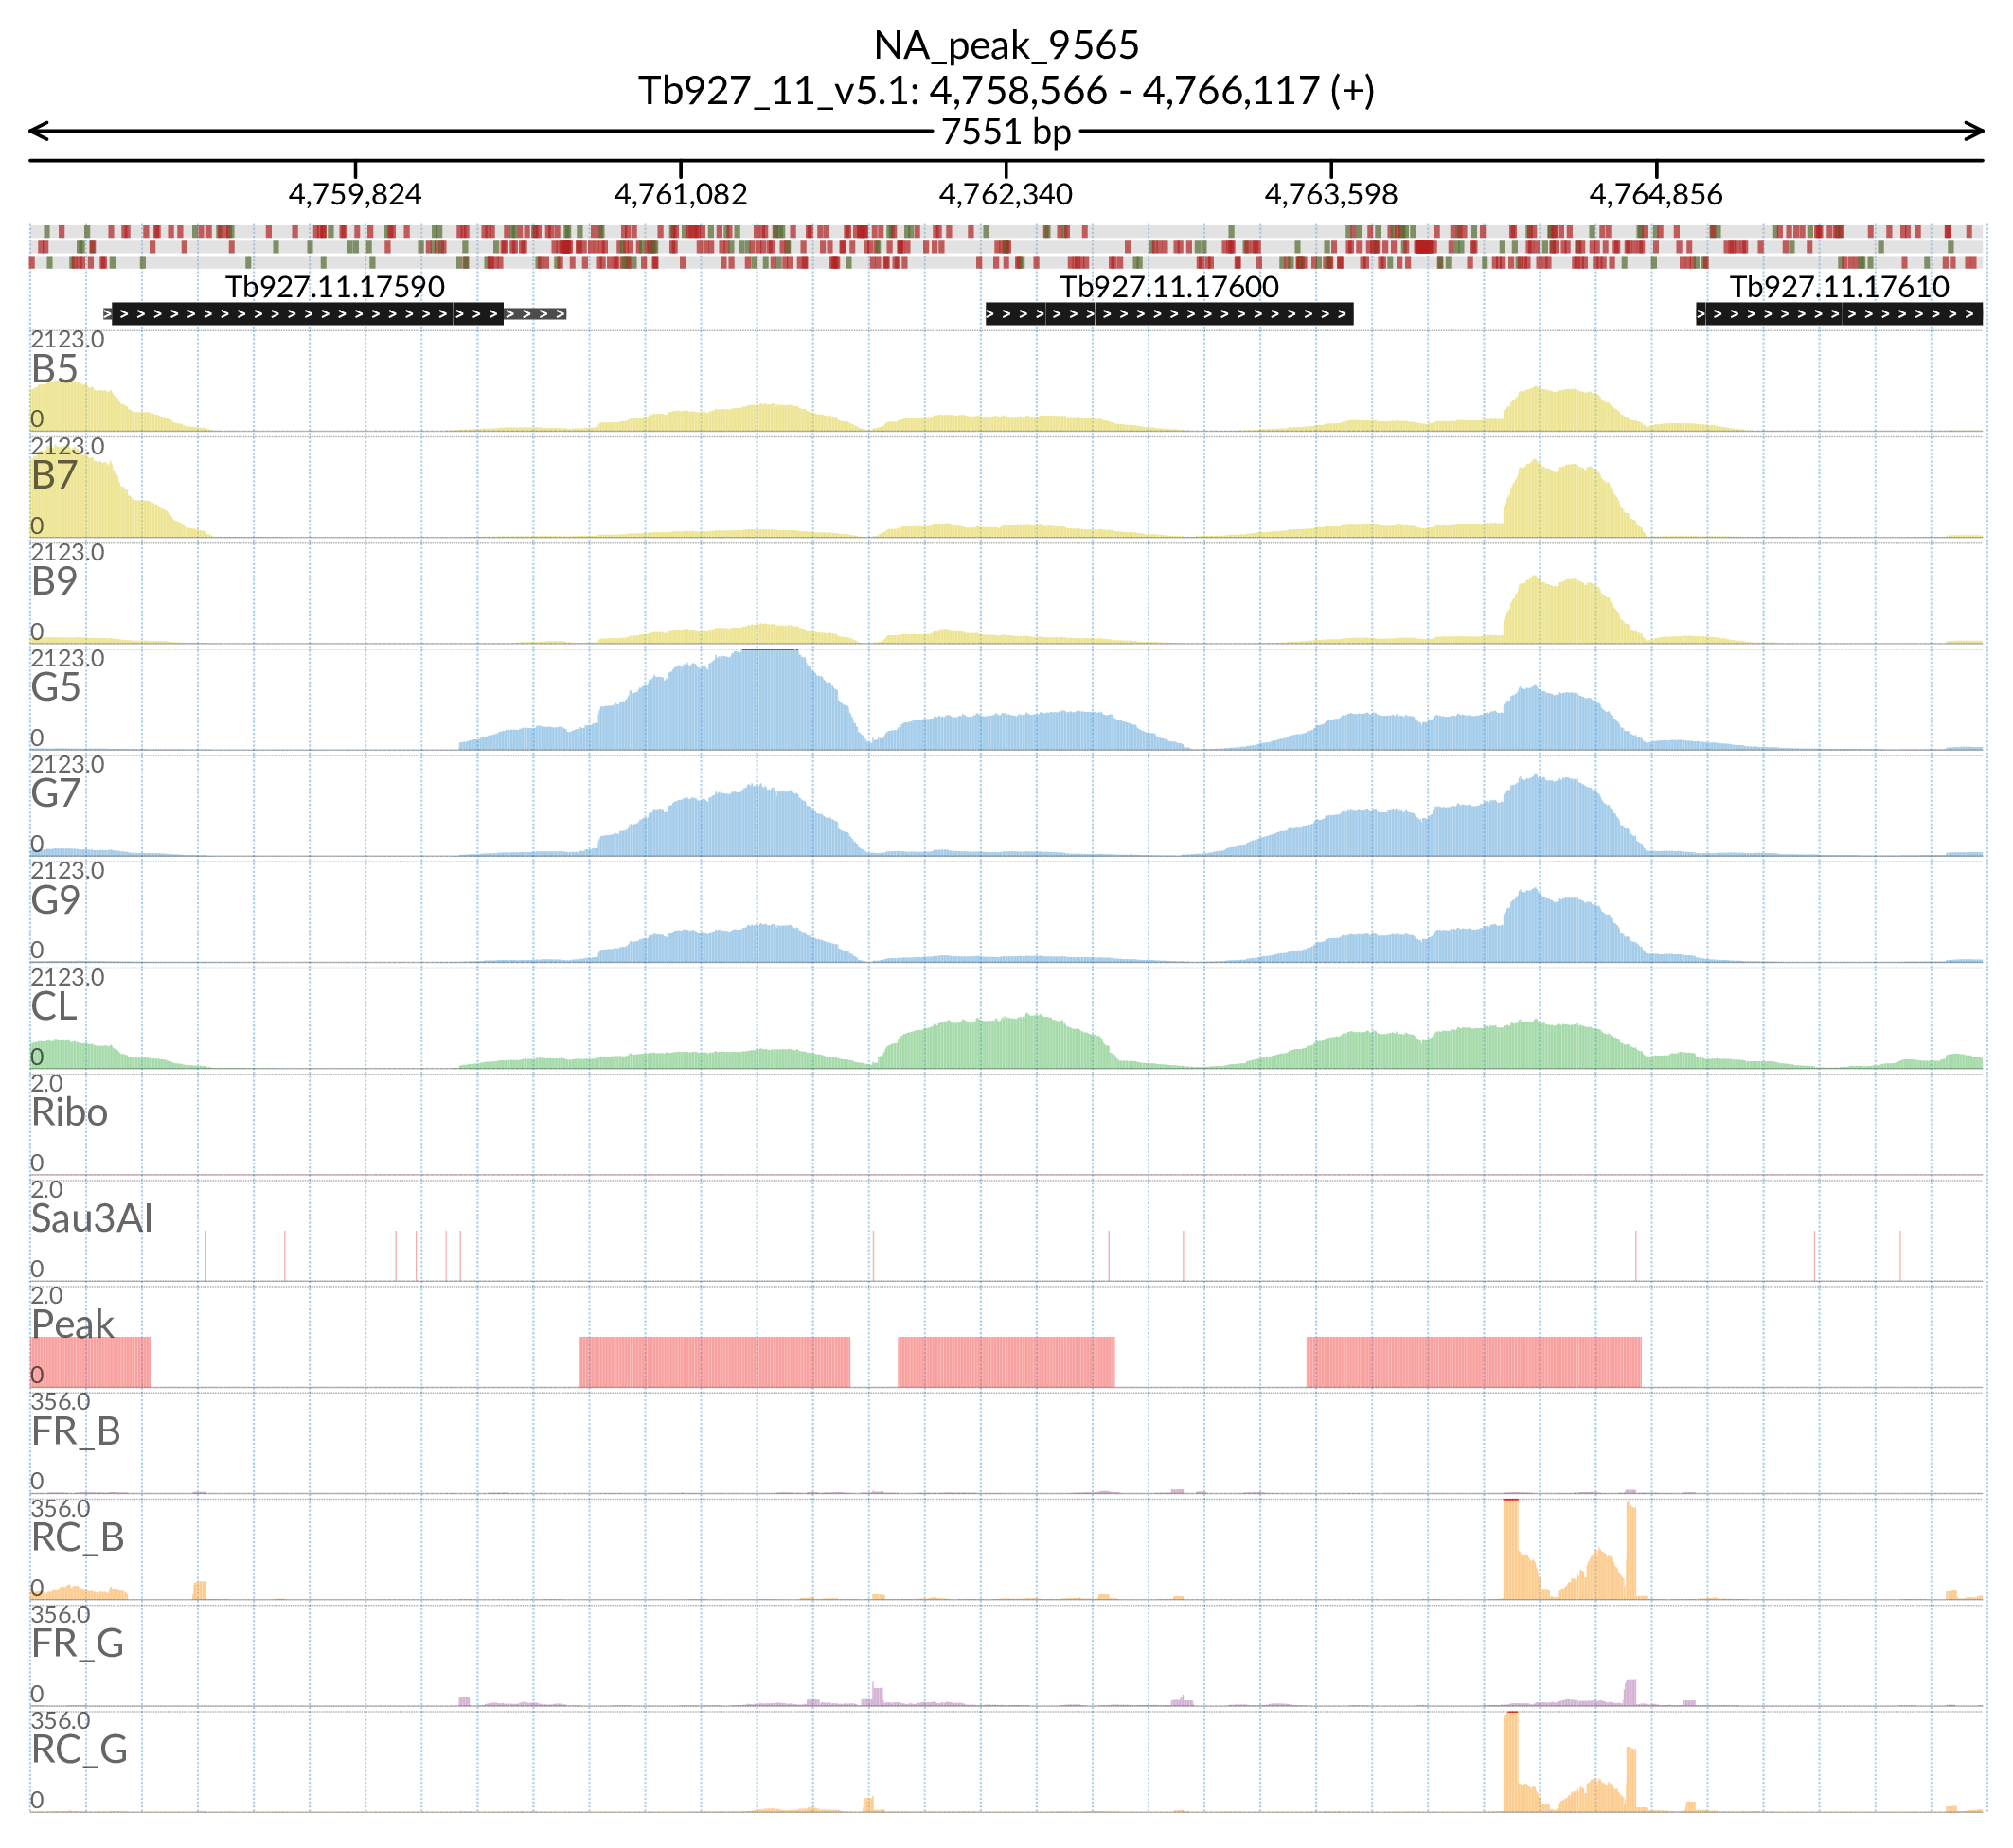 NA_peak_9565
Tb927_11_v5.1: 4,758,566 - 4,766,117 (+)
7551 bp
4,759,824 4,761,082 4,762,340 4,763,598 4,764,856
Tb927.11.17590 Tb927.11.17600 Tb927.11.17610
2123.0
B5
0
2123.0
B7
0
2123.0
B9
0
2123.0
G5
0
2123.0
G7
0
2123.0
G9
0
2123.0
CL
0
2.0
Ribo
0
2.0
Sau3AI
0
2.0
Peak
0
356.0
FR_B
0
356.0
RC_B
0
356.0
FR_G
0
356.0
RC_G
0